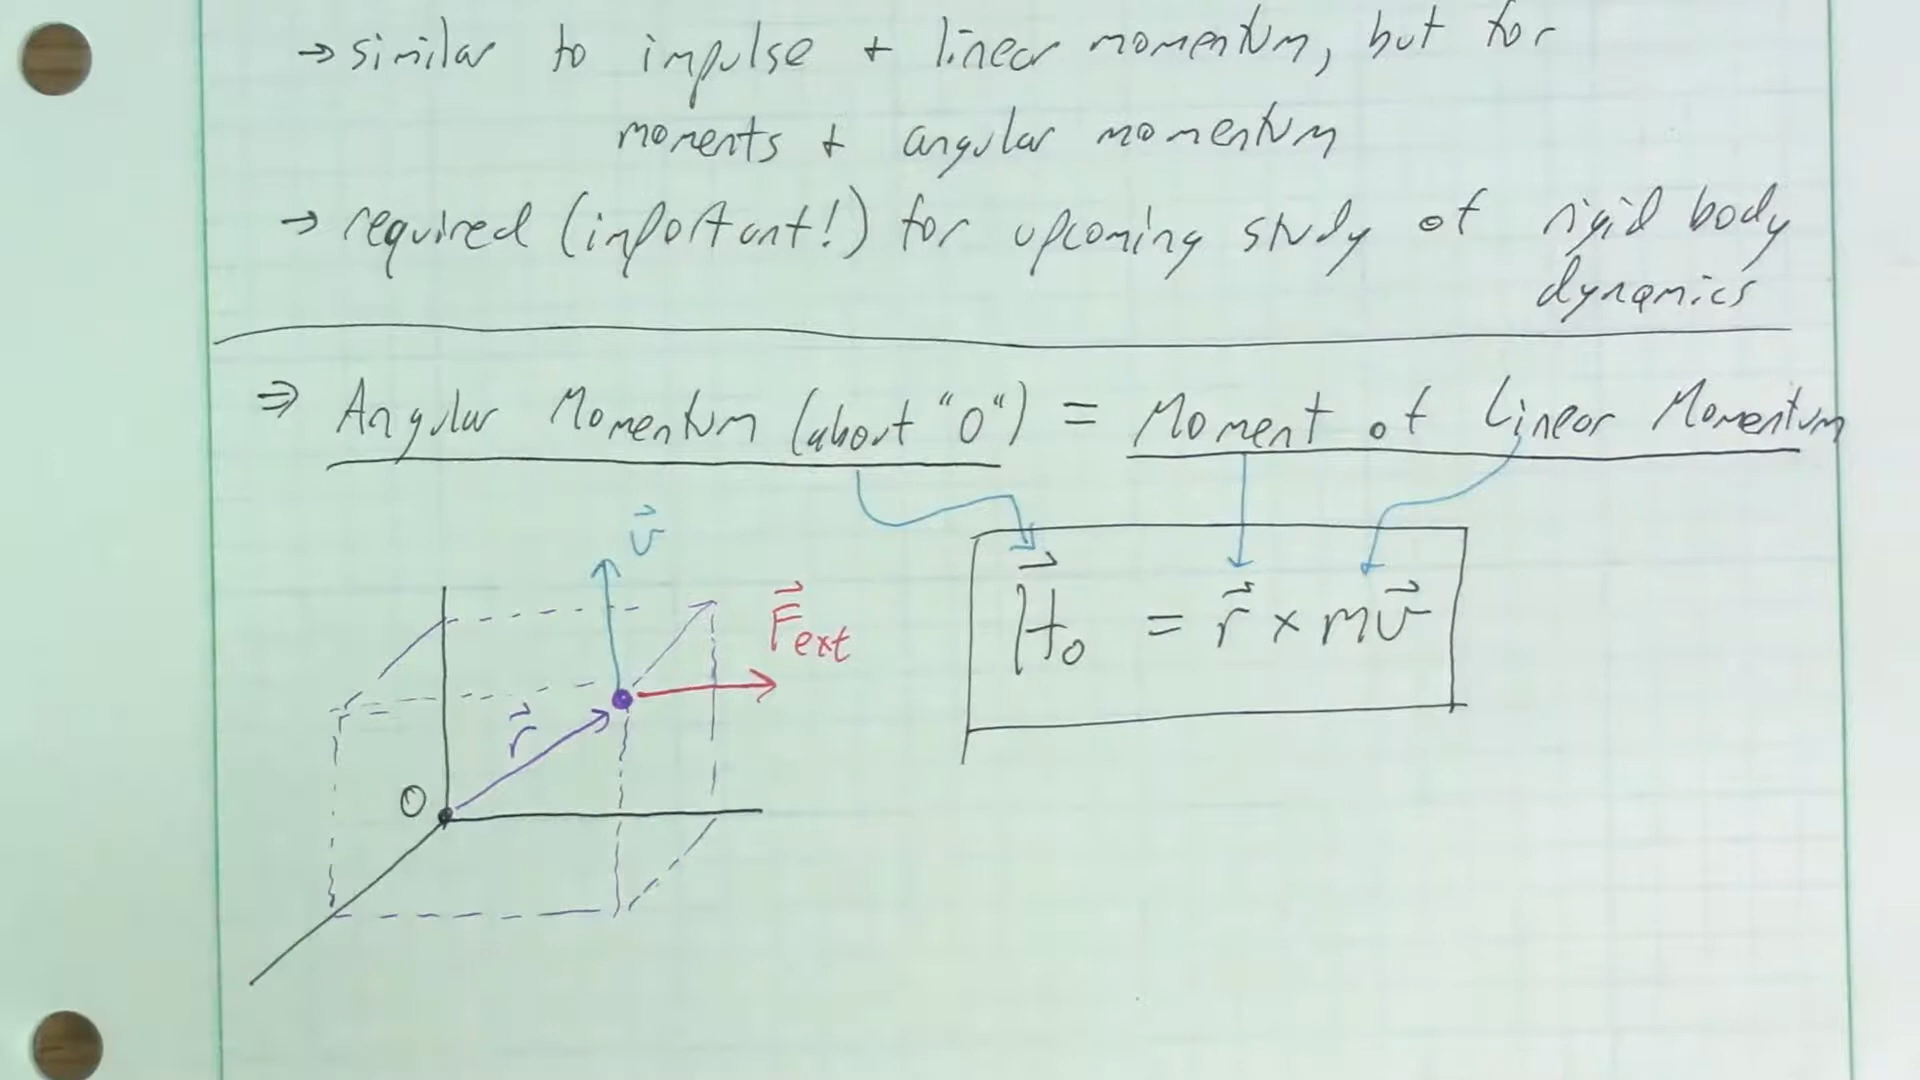 → similar to impulse + linear momentum, but for
moments + angular momentum
→ required (important!) for upcoming study of rigid body
dynamics
⇒ Angular Momentum (about "O") = Moment of Linear Momentum
v⃗
F⃗ext
H⃗o = r⃗ × mv⃗
r⃗
O